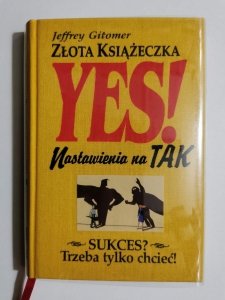 Jeffrey Gitomer
ZŁOTA KSIĄŻECZKA
YES!
Nastawienia na TAK
SUKCES?
Trzeba tylko chcieć!